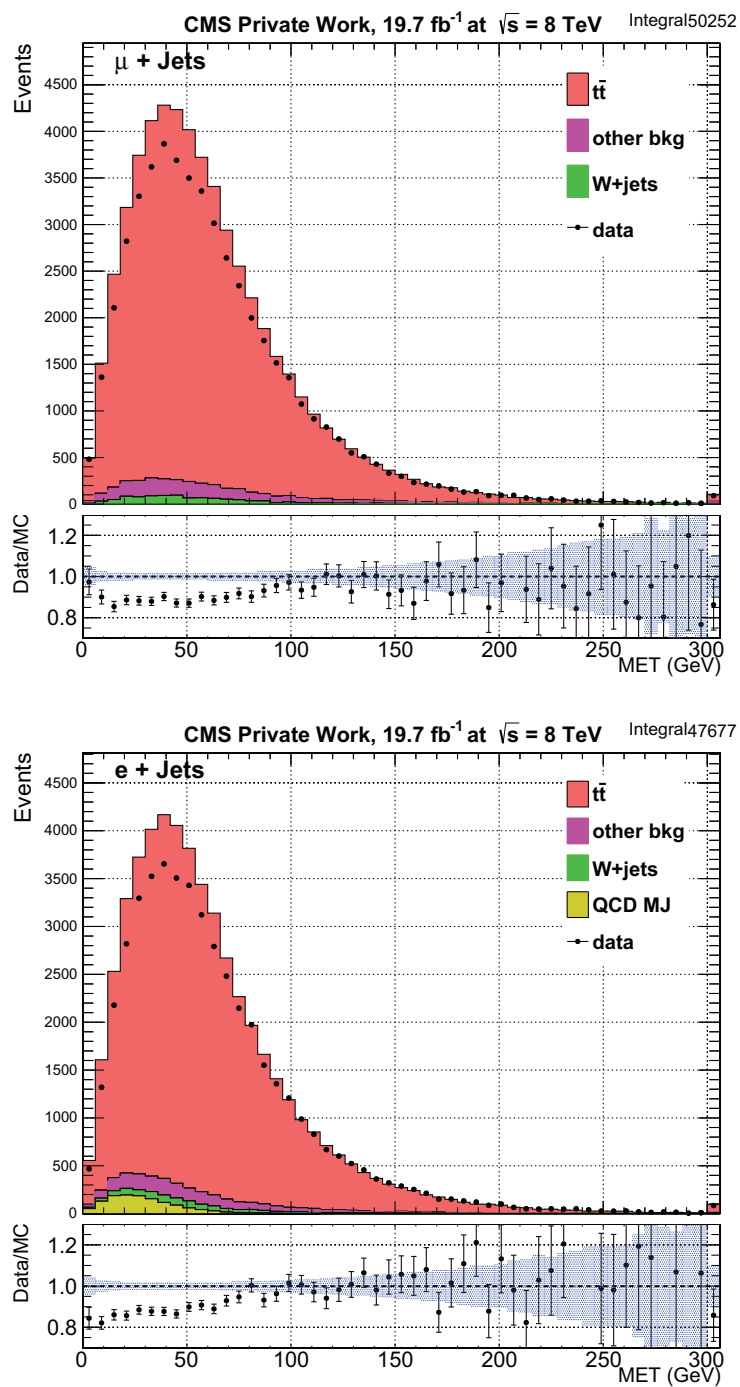 CMS Private Work, 19.7 fb⁻¹ at √s = 8 TeV Integral50252
μ + Jets
Events
4500
4000
3500
3000
2500
2000
1500
1000
500
0
tt̄
other bkg
W+jets
data
Data/MC
1.2
1.0
0.8
0 50 100 150 200 250 300
MET (GeV)
CMS Private Work, 19.7 fb⁻¹ at √s = 8 TeV Integral47677
e + Jets
Events
4500
4000
3500
3000
2500
2000
1500
1000
500
0
tt̄
other bkg
W+jets
QCD MJ
data
Data/MC
1.2
1.0
0.8
0 50 100 150 200 250 300
MET (GeV)